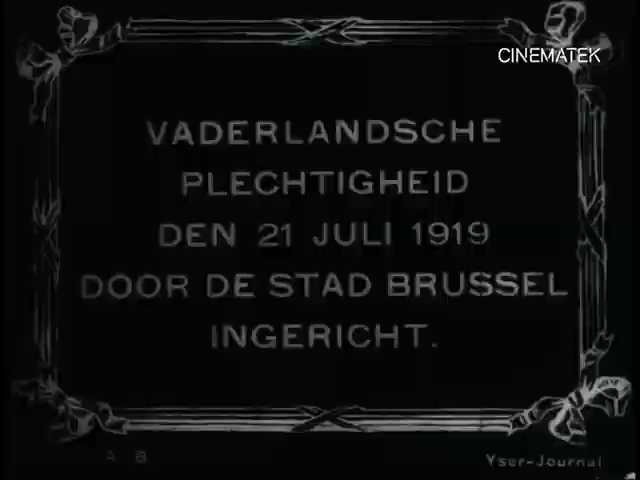 CINEMATEK
VADERLANDSCHE
PLECHTIGHEID
DEN 21 JULI 1919
DOOR DE STAD BRUSSEL
INGERICHT.
A B
Yser-Journal